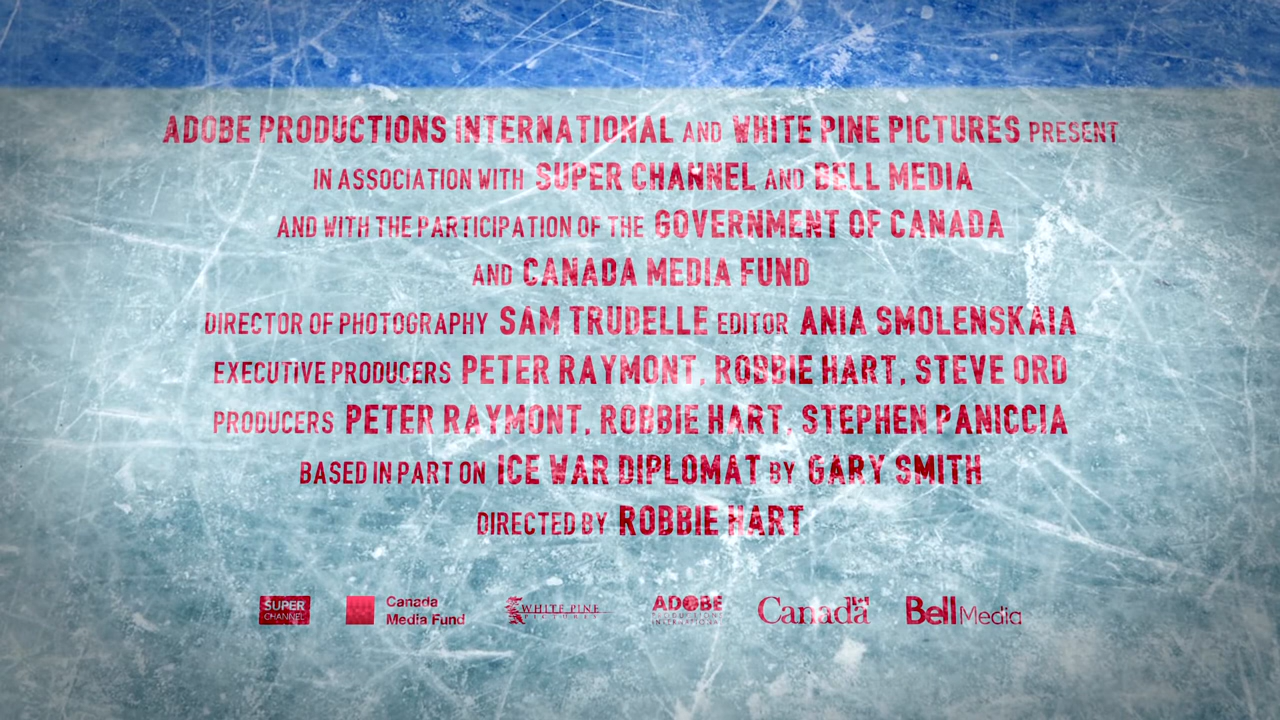 ADOBE PRODUCTIONS INTERNATIONAL AND WHITE PINE PICTURES PRESENT
IN ASSOCIATION WITH SUPER CHANNEL AND BELL MEDIA
AND WITH THE PARTICIPATION OF THE GOVERNMENT OF CANADA
AND CANADA MEDIA FUND
DIRECTOR OF PHOTOGRAPHY SAM TRUDELLE EDITOR ANIA SMOLENSKAIA
EXECUTIVE PRODUCERS PETER RAYMONT, ROBBIE HART, STEVE ORD
PRODUCERS PETER RAYMONT, ROBBIE HART, STEPHEN PANICCIA
BASED IN PART ON ICE WAR DIPLOMAT BY GARY SMITH
DIRECTED BY ROBBIE HART
SUPER
CHANNEL
Canada
Media Fund
WHITE PINE
PICTURES
ADOBE
PRODUCTIONS
INTERNATIONAL
Canada
Bell Media